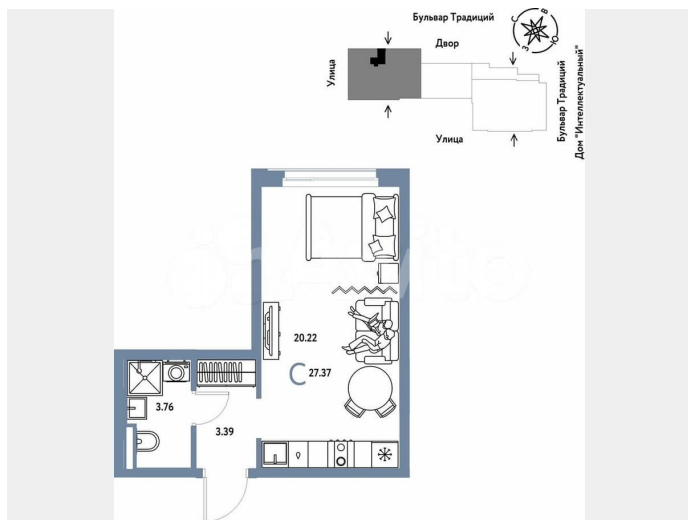 Бульвар Традиций
Двор
Улица
С
В
З
Ю
Бульвар Традиций
Дом "Интеллектуальный"
Улица
20.22
С 27.37
3.76
3.39